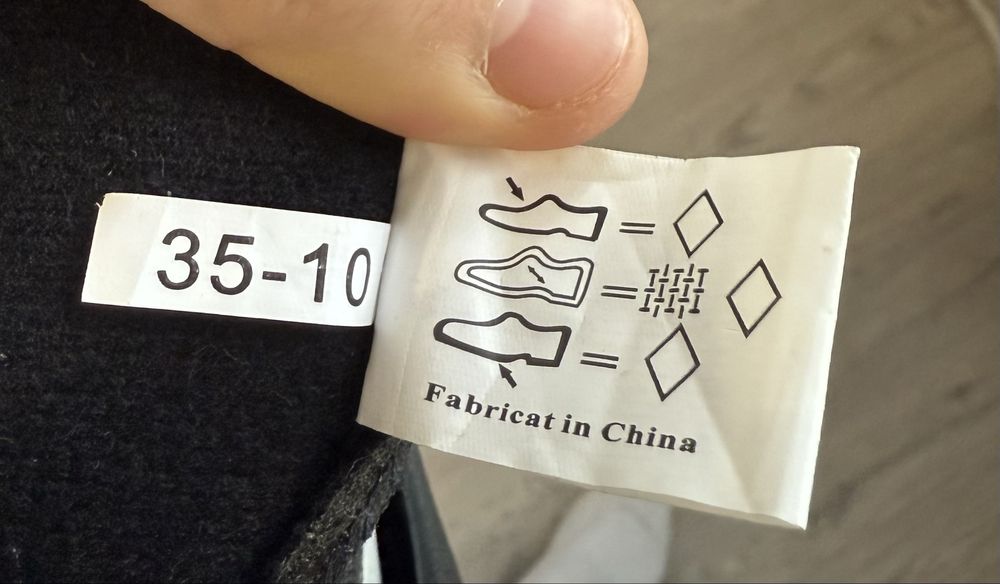 35-10
=
=
=
Fabricat in China